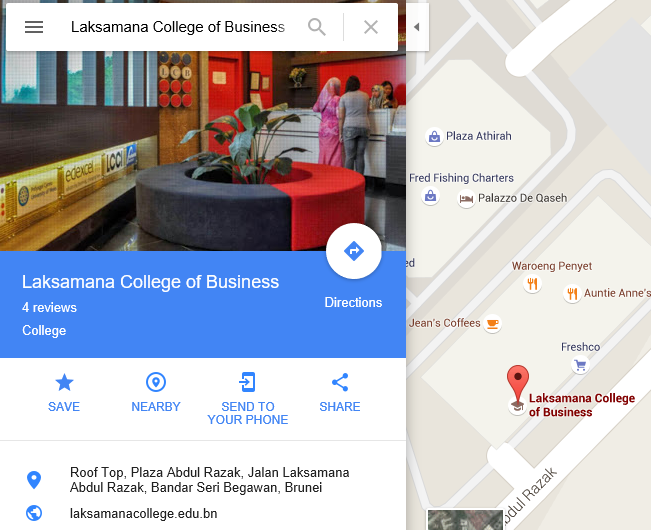 Laksamana College of Business
LCB
edexcel
LCCI
Laksamana College of Business
4 reviews
College
Directions
SAVE
NEARBY
SEND TO
YOUR PHONE
SHARE
Roof Top, Plaza Abdul Razak, Jalan Laksamana
Abdul Razak, Bandar Seri Begawan, Brunei
laksamanacollege.edu.bn
Plaza Athirah
Fred Fishing Charters
Palazzo De Qaseh
ed
Waroeng Penyet
Auntie Anne's
Jean's Coffees
Freshco
Laksamana College
of Business
bdul Razak